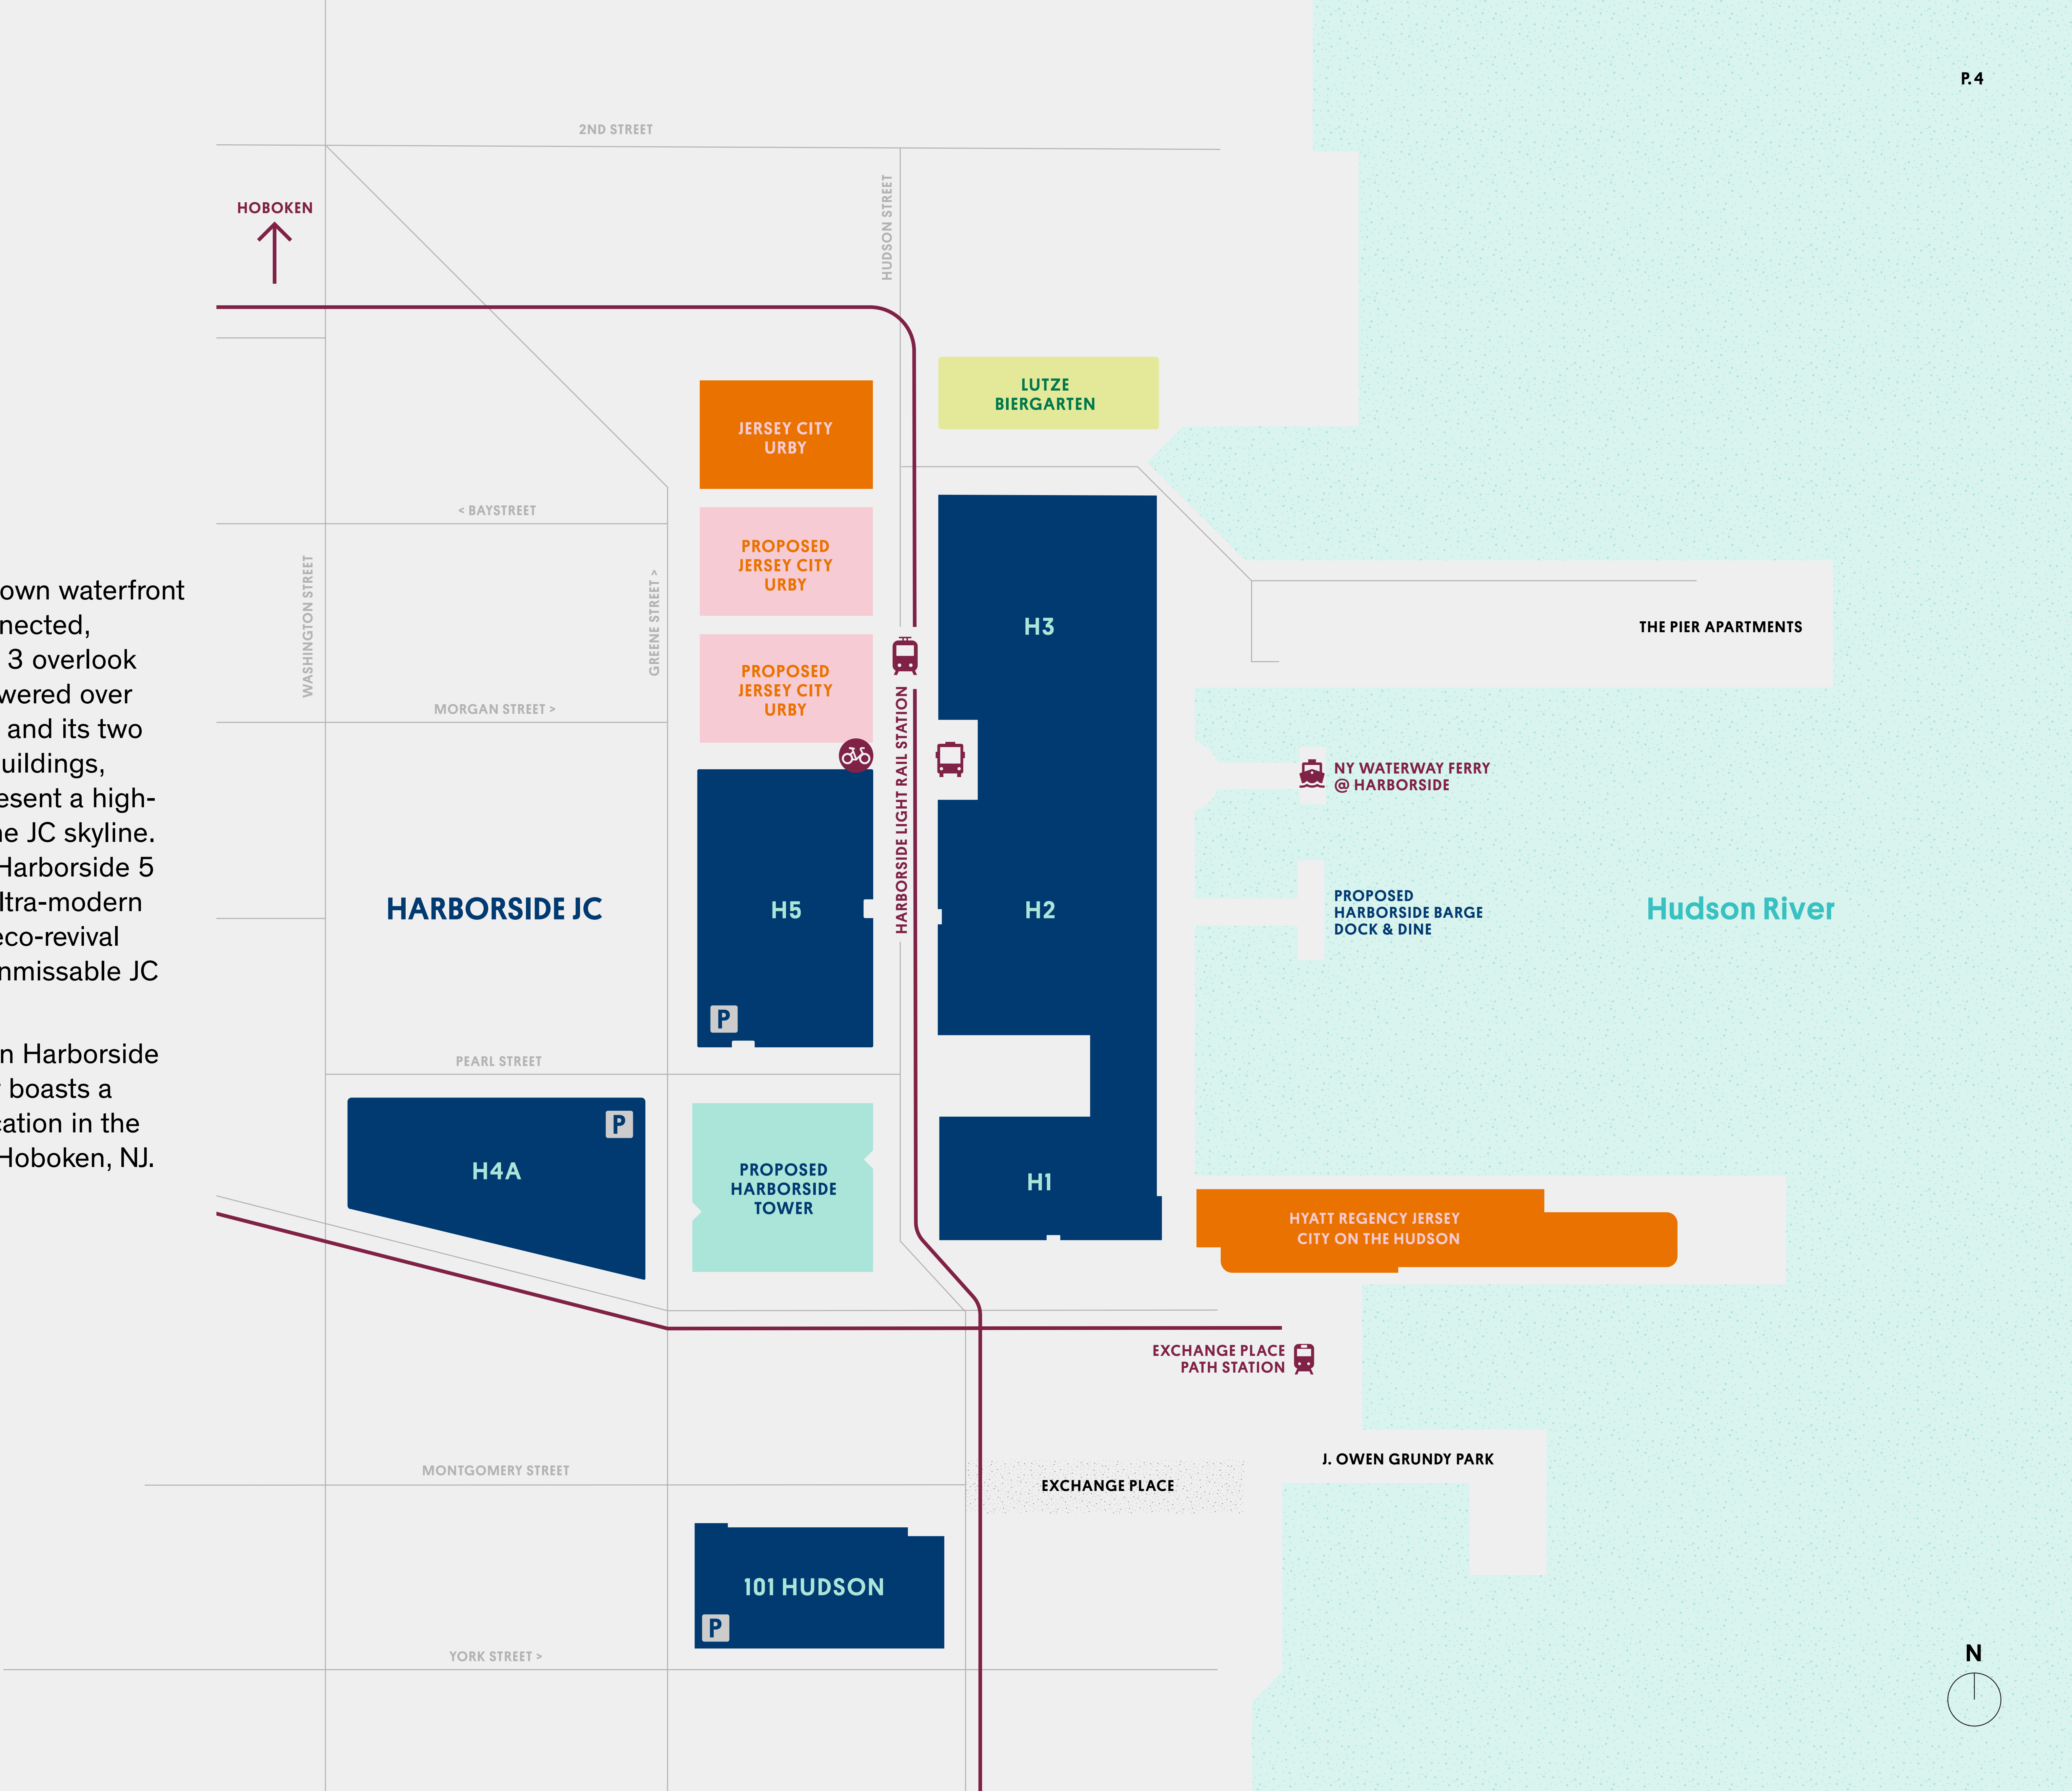 P. 4
2ND STREET
HUDSON STREET
HOBOKEN
LUTZE
BIERGARTEN
JERSEY CITY
URBY
< BAYSTREET
PROPOSED
JERSEY CITY
URBY
WASHINGTON STREET
GREENE STREET >
H3
THE PIER APARTMENTS
PROPOSED
JERSEY CITY
URBY
MORGAN STREET >
HARBORSIDE LIGHT RAIL STATION
NY WATERWAY FERRY
@ HARBORSIDE
own waterfront
nected,
3 overlook
wered over
and its two
uildings,
esent a high-
ne JC skyline.
Harborside 5
ltra-modern
eco-revival
nmissable JC
n Harborside
boasts a
cation in the
Hoboken, NJ.
HARBORSIDE JC
H5
P
H2
PROPOSED
HARBORSIDE BARGE
DOCK & DINE
Hudson River
PEARL STREET
P
H4A
PROPOSED
HARBORSIDE
TOWER
H1
HYATT REGENCY JERSEY
CITY ON THE HUDSON
EXCHANGE PLACE
PATH STATION
MONTGOMERY STREET
EXCHANGE PLACE
J. OWEN GRUNDY PARK
101 HUDSON
P
YORK STREET >
N